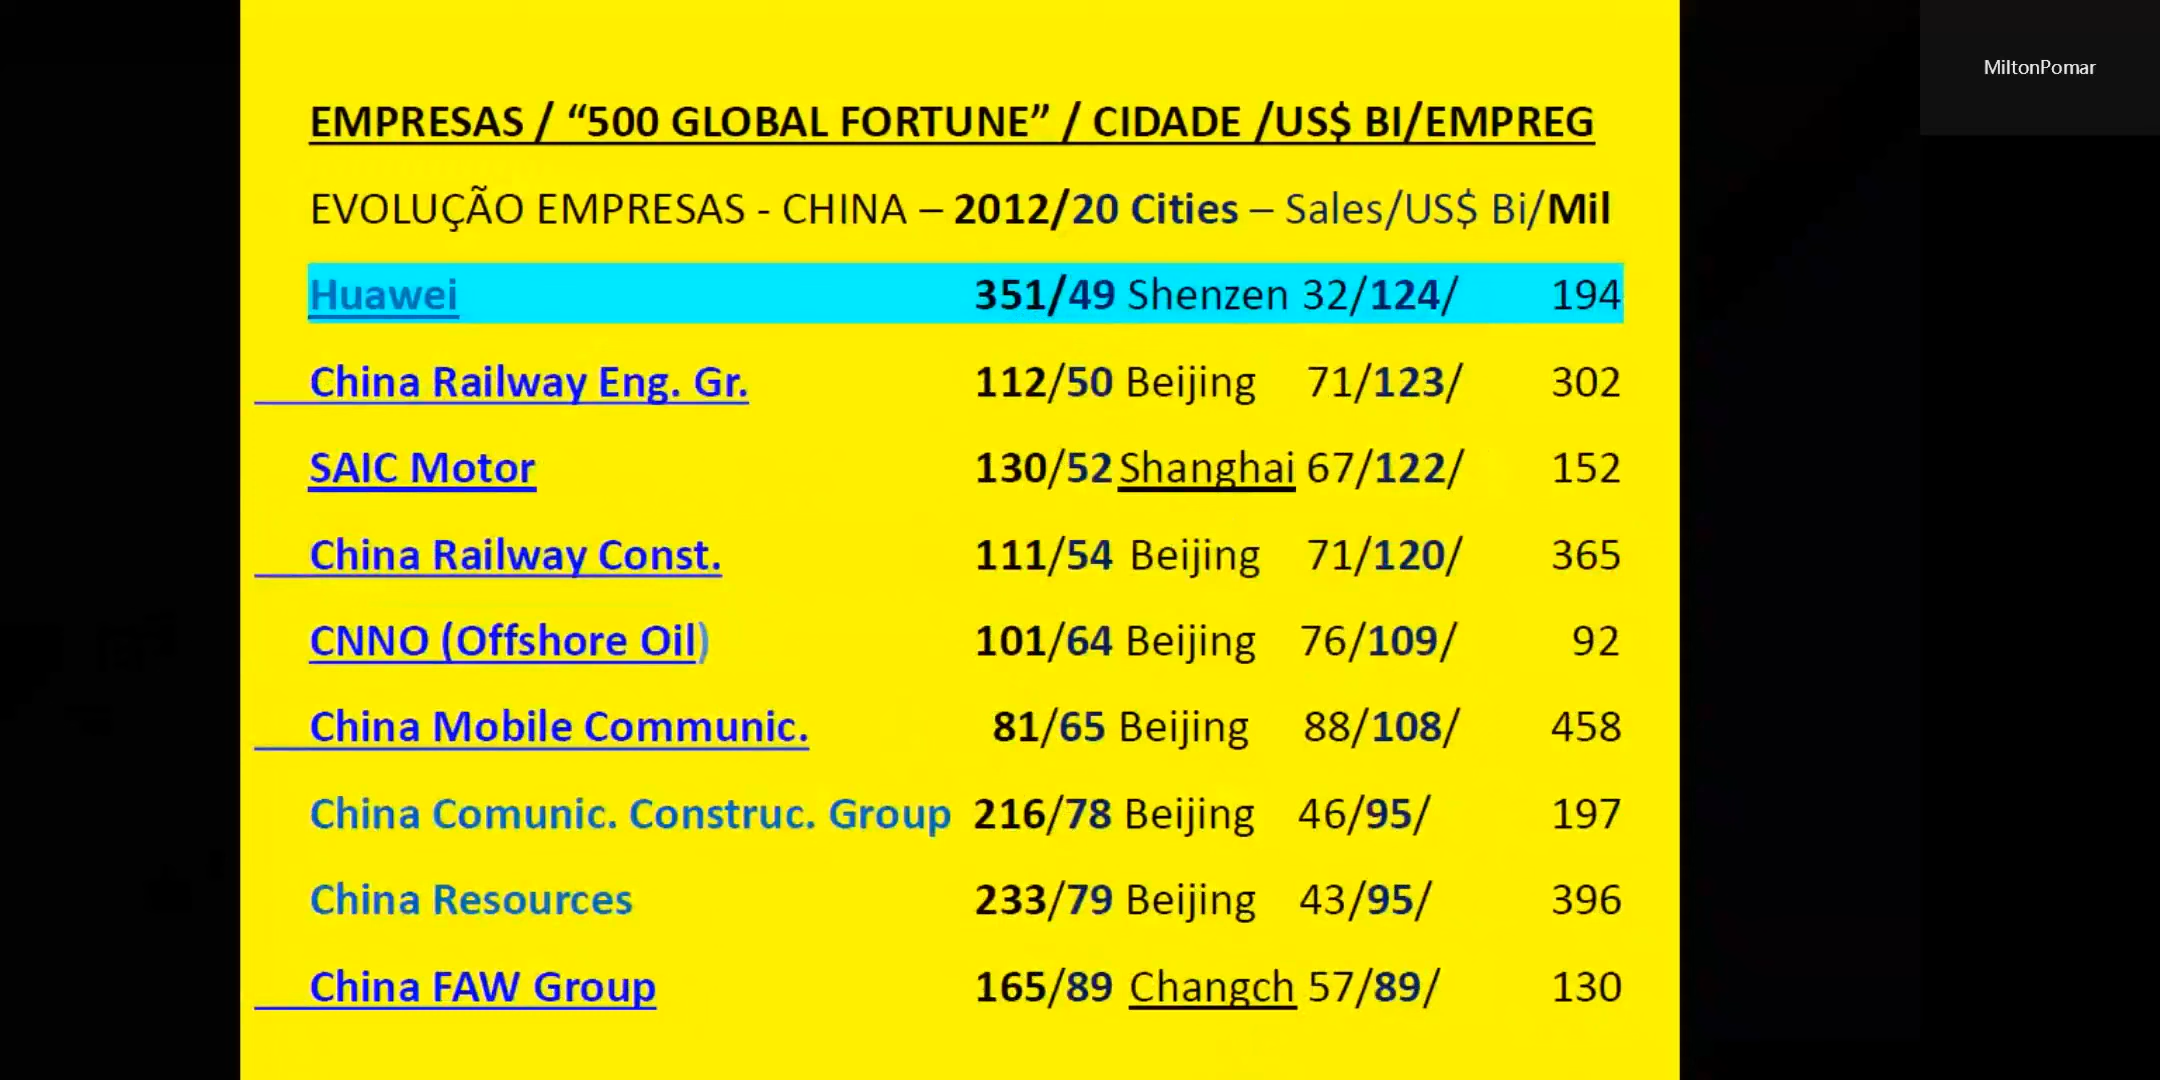 MiltonPomar
EMPRESAS / “500 GLOBAL FORTUNE” / CIDADE /US$ BI/EMPREG
EVOLUÇÃO EMPRESAS - CHINA – 2012/20 Cities – Sales/US$ Bi/Mil
Huawei 351/49 Shenzen 32/124/ 194
China Railway Eng. Gr. 112/50 Beijing 71/123/ 302
SAIC Motor 130/52 Shanghai 67/122/ 152
China Railway Const. 111/54 Beijing 71/120/ 365
CNNO (Offshore Oil) 101/64 Beijing 76/109/ 92
China Mobile Communic. 81/65 Beijing 88/108/ 458
China Comunic. Construc. Group 216/78 Beijing 46/95/ 197
China Resources 233/79 Beijing 43/95/ 396
China FAW Group 165/89 Changch 57/89/ 130